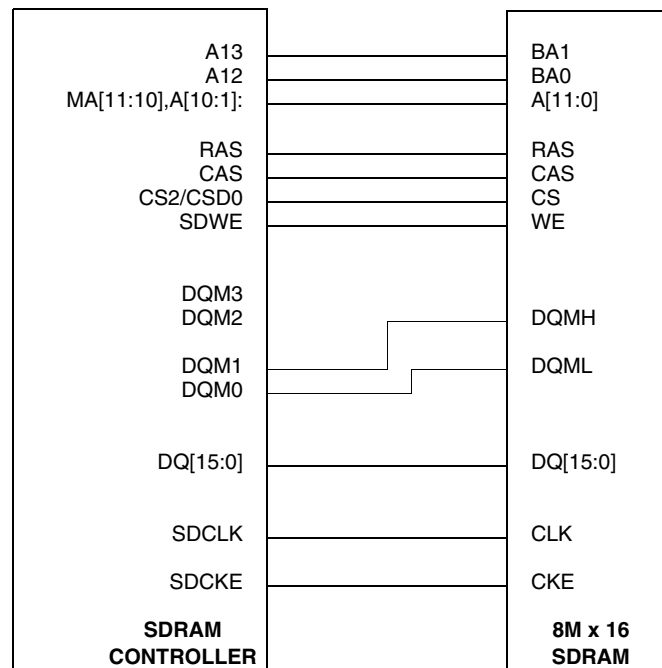 A13 BA1
A12 BA0
MA[11:10],A[10:1]: A[11:0]
RAS RAS
CAS CAS
CS2/CSD0 CS
SDWE WE
DQM3
DQM2 DQMH
DQM1 DQML
DQM0
DQ[15:0] DQ[15:0]
SDCLK CLK
SDCKE CKE
SDRAM 8M x 16
CONTROLLER SDRAM